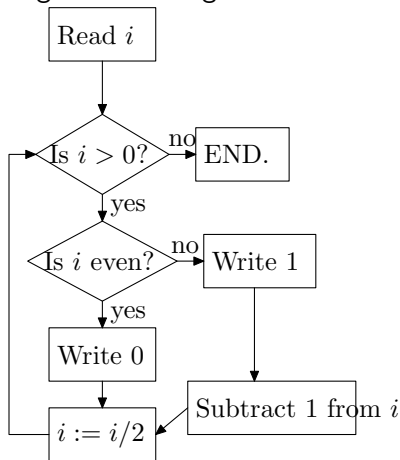 Read i
Is i > 0?
no
END.
yes
Is i even?
no
Write 1
yes
Write 0
Subtract 1 from i
i := i/2